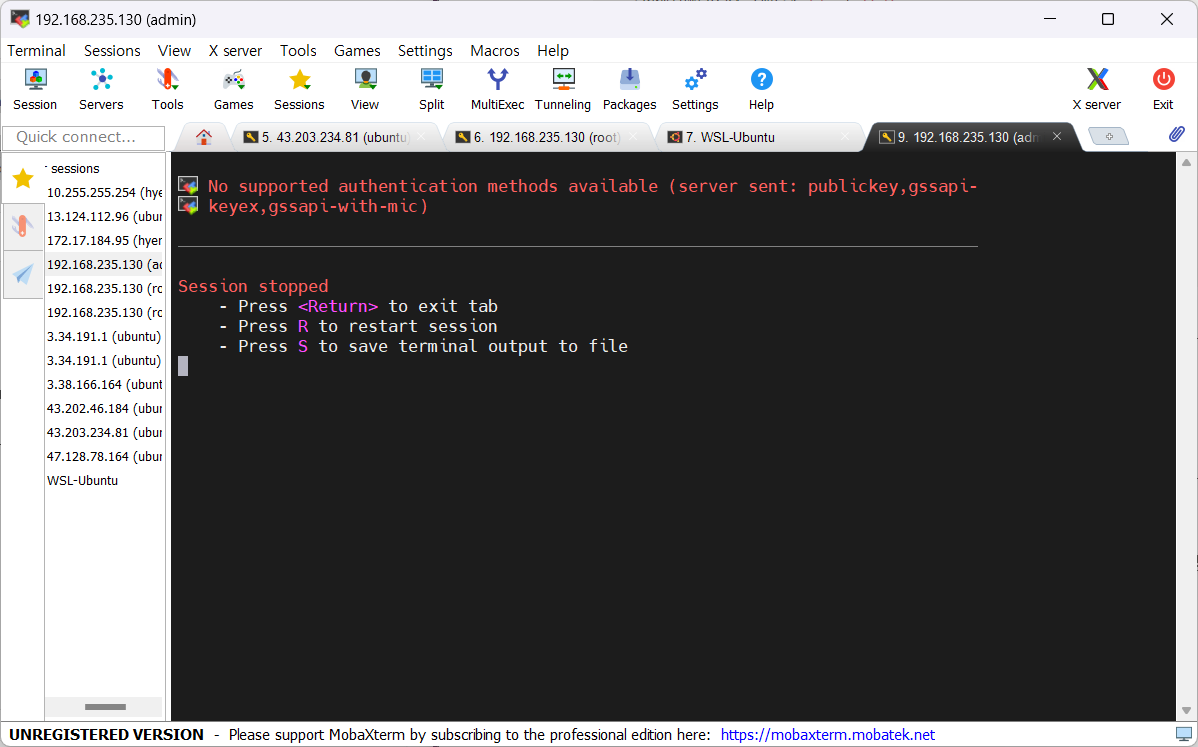 192.168.235.130 (admin)
Terminal Sessions View X server Tools Games Settings Macros Help
Session Servers Tools Games Sessions View Split MultiExec Tunneling Packages Settings Help X server Exit
Quick connect...
5. 43.203.234.81 (ubuntu)
6. 192.168.235.130 (root)
7. WSL-Ubuntu
9. 192.168.235.130 (adm
sessions
10.255.255.254 (hye
13.124.112.96 (ubur
172.17.184.95 (hyer
192.168.235.130 (ac
192.168.235.130 (rc
192.168.235.130 (rc
3.34.191.1 (ubuntu)
3.34.191.1 (ubuntu)
3.38.166.164 (ubunt
43.202.46.184 (ubur
43.203.234.81 (ubur
47.128.78.164 (ubur
WSL-Ubuntu
No supported authentication methods available (server sent: publickey,gssapi-
keyex,gssapi-with-mic)
Session stopped
- Press <Return> to exit tab
- Press R to restart session
- Press S to save terminal output to file
UNREGISTERED VERSION - Please support MobaXterm by subscribing to the professional edition here: https://mobaxterm.mobatek.net